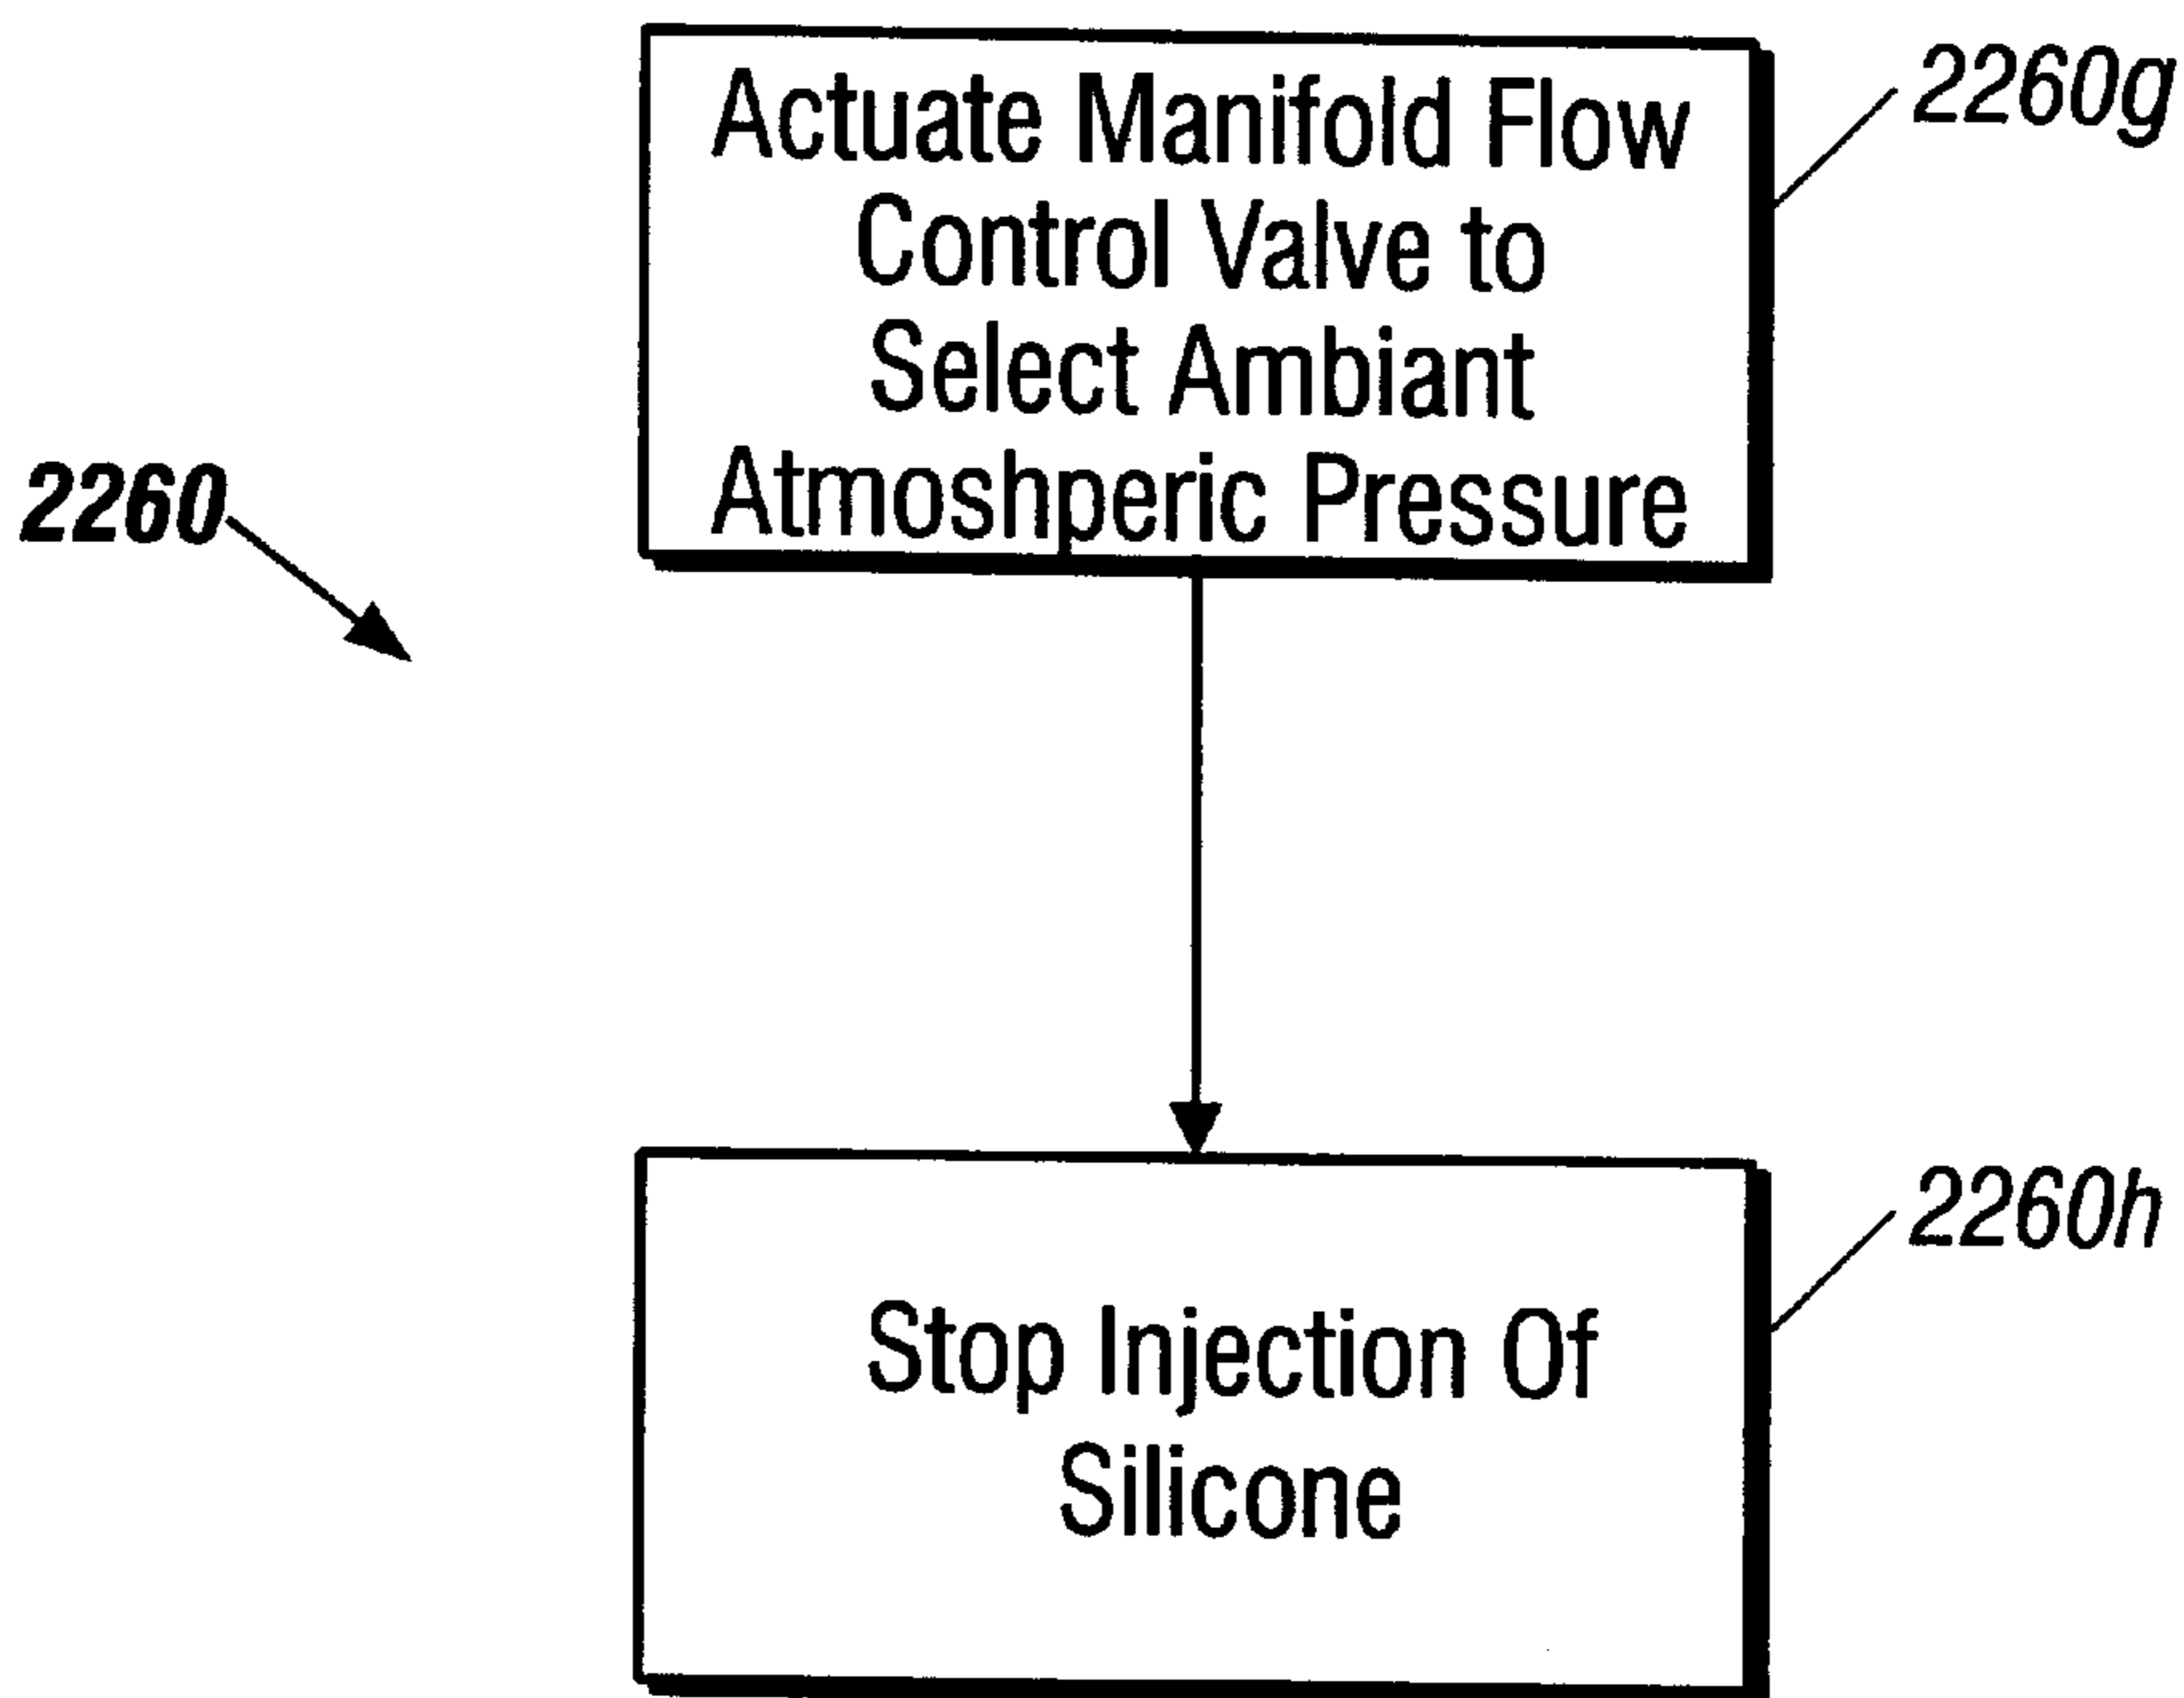 Actuate Manifold Flow
Control Valve to
Select Ambiant
Atmoshperic Pressure
2260g
2260
Stop Injection Of
Silicone
2260h